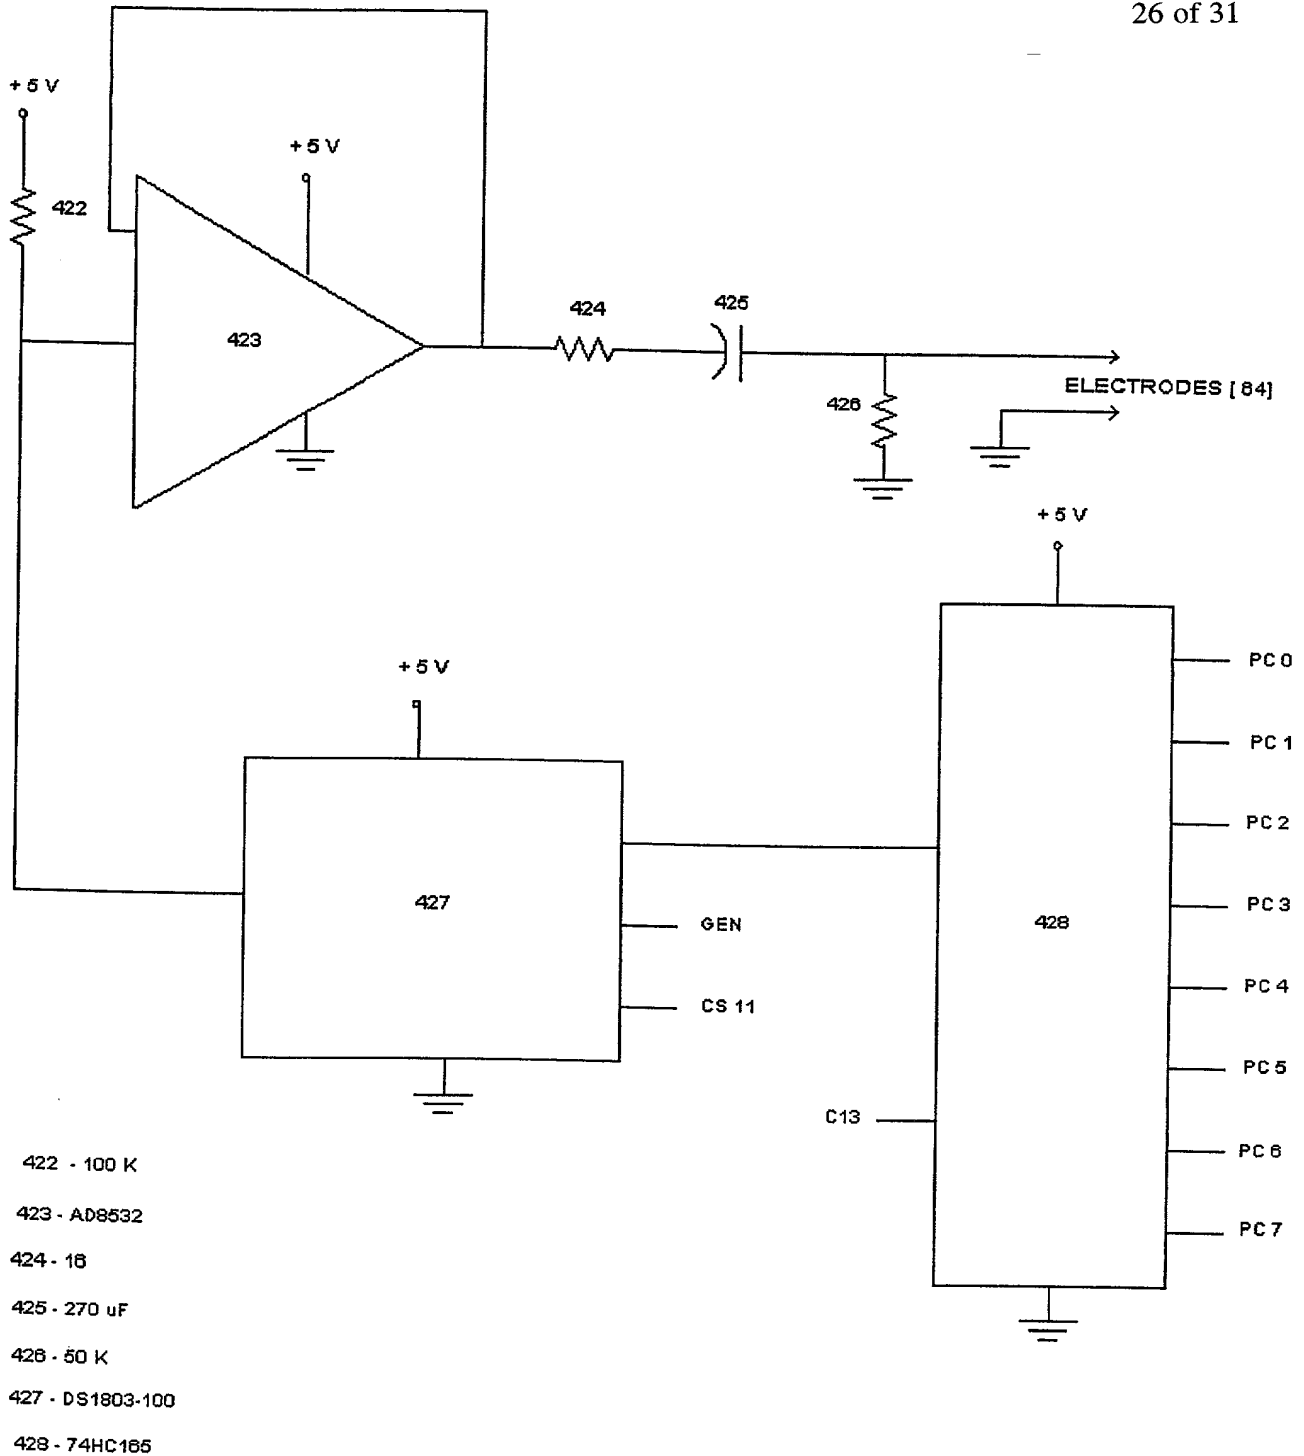 26 of 31
+ 5 V
+ 5 V
422
423
424
425
426
ELECTRODES [ 64]
+ 5 V
+ 5 V
PC 0
PC 1
PC 2
PC 3
PC 4
PC 5
PC 6
PC 7
427
428
GEN
CS 11
C13
422 - 100 K
423 - AD8532
424 - 16
425 - 270 uF
426 - 50 K
427 - DS1803-100
428 - 74HC165